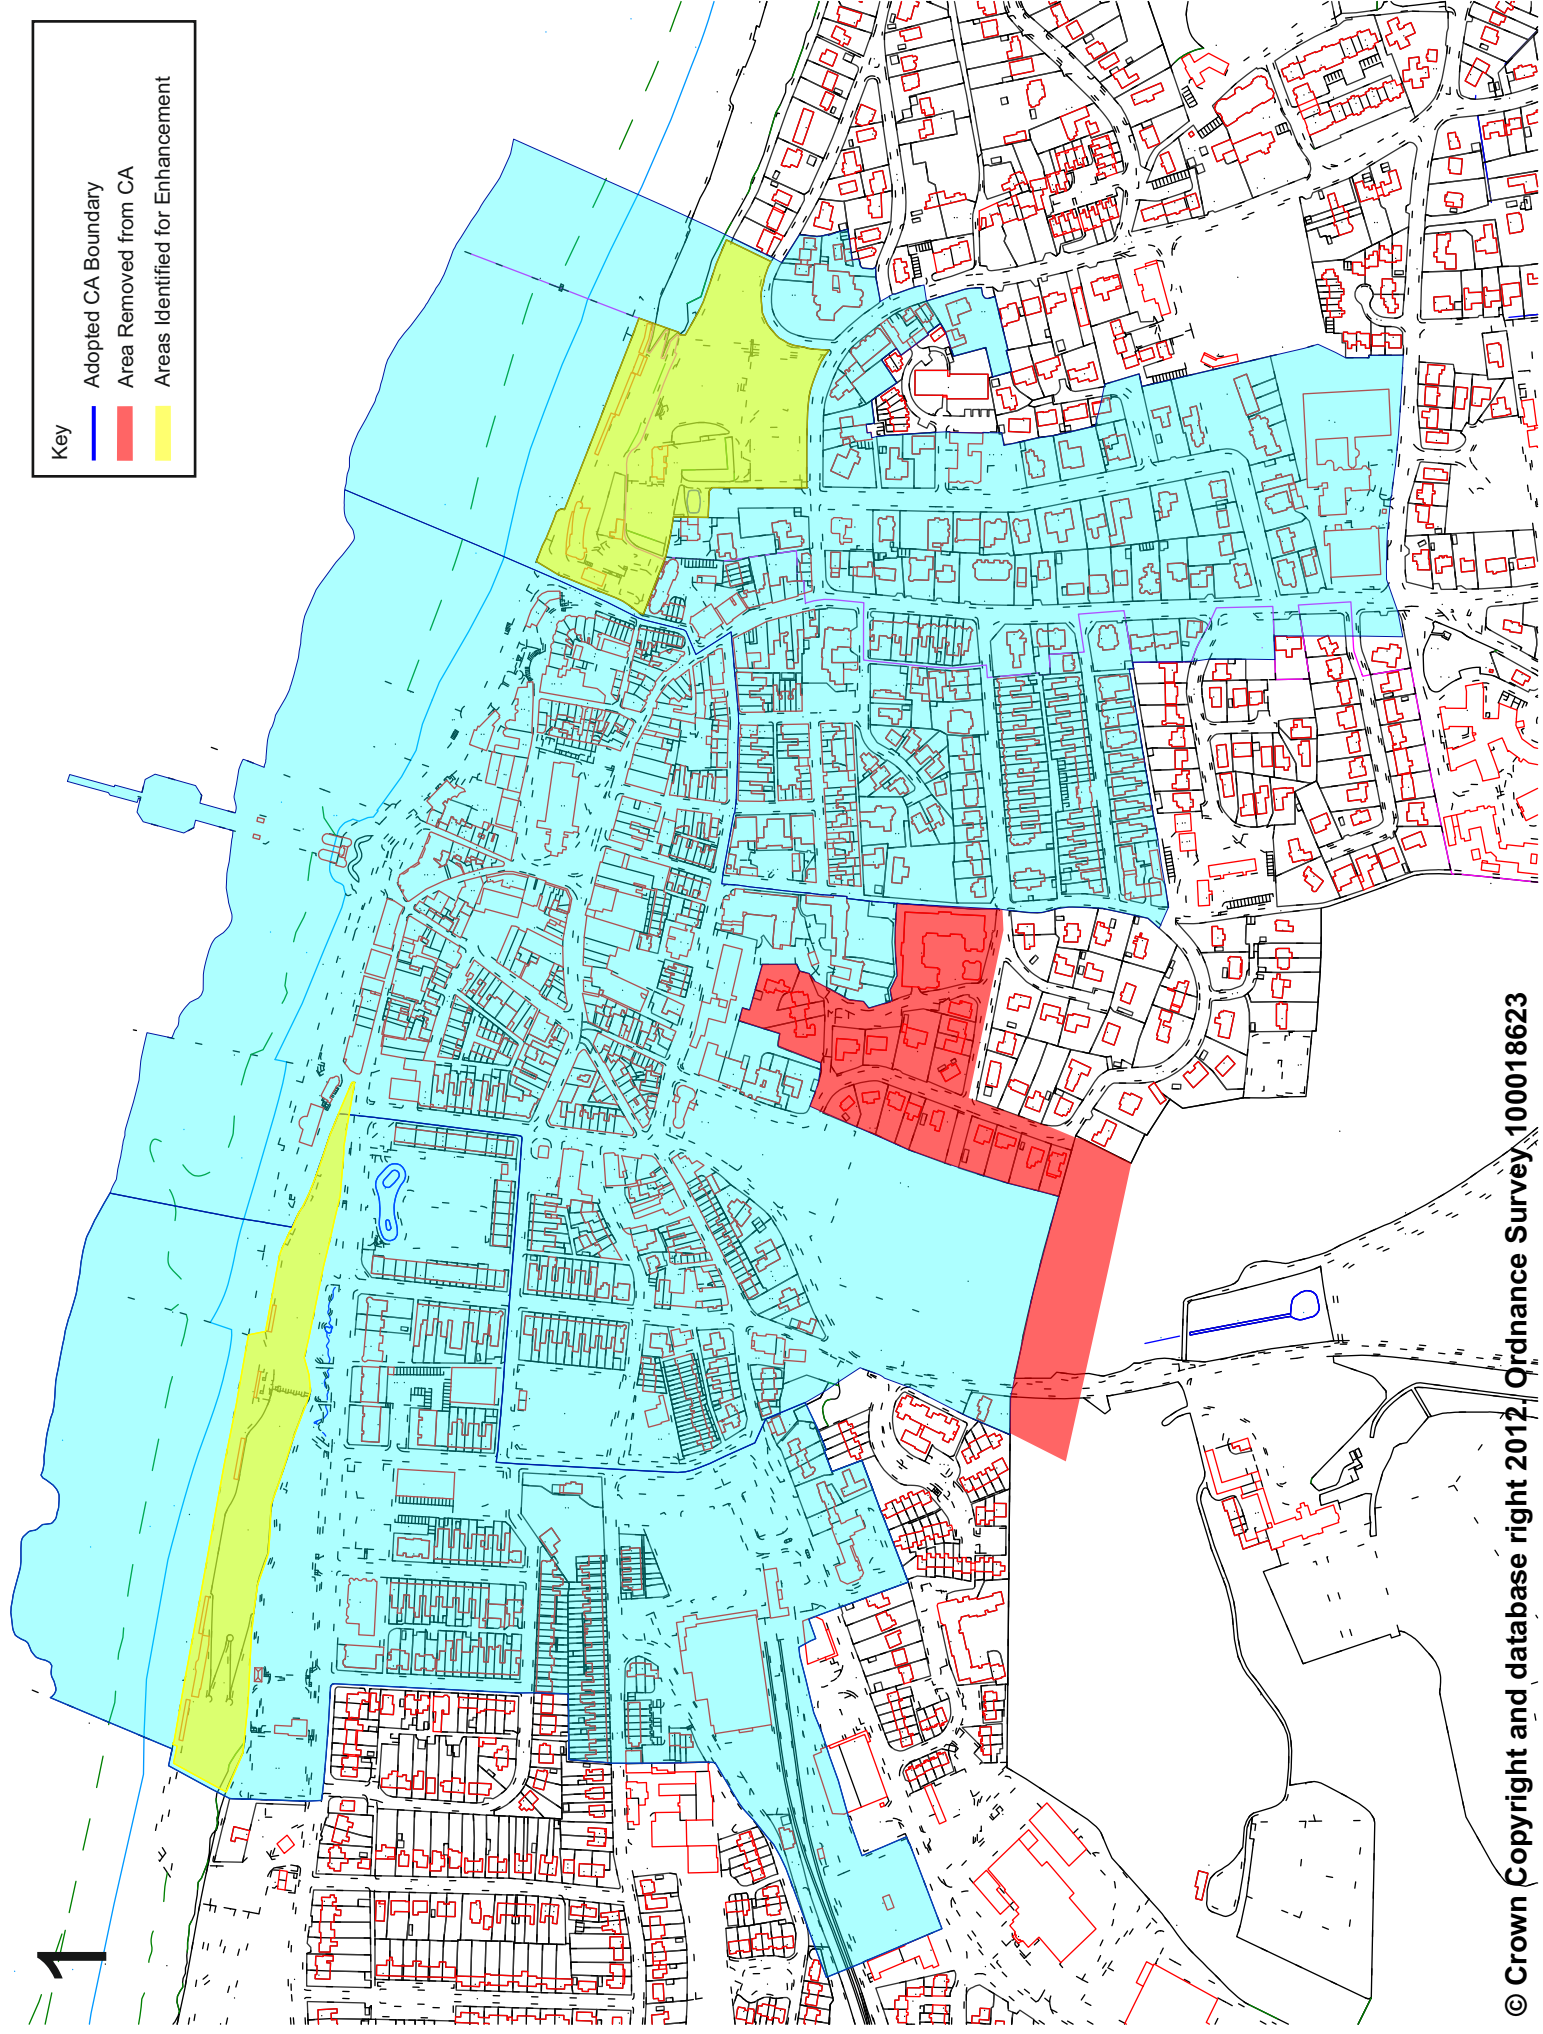 Key
Adopted CA Boundary
Area Removed from CA
Areas Identified for Enhancement
1
© Crown Copyright and database right 2012. Ordnance Survey 100018623